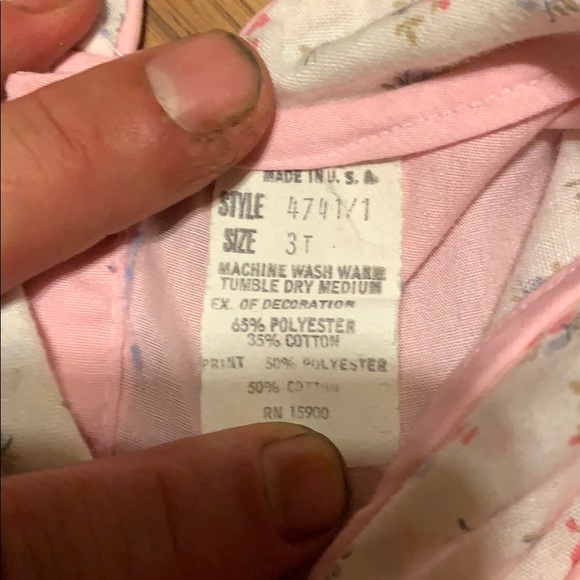 MADE IN U. S. A.
STYLE 4741/1
SIZE 3T
MACHINE WASH WARM
TUMBLE DRY MEDIUM
EX. OF DECORATION
65% POLYESTER
35% COTTON
PRINT 50% POLYESTER
50% COTTON
RN 15900